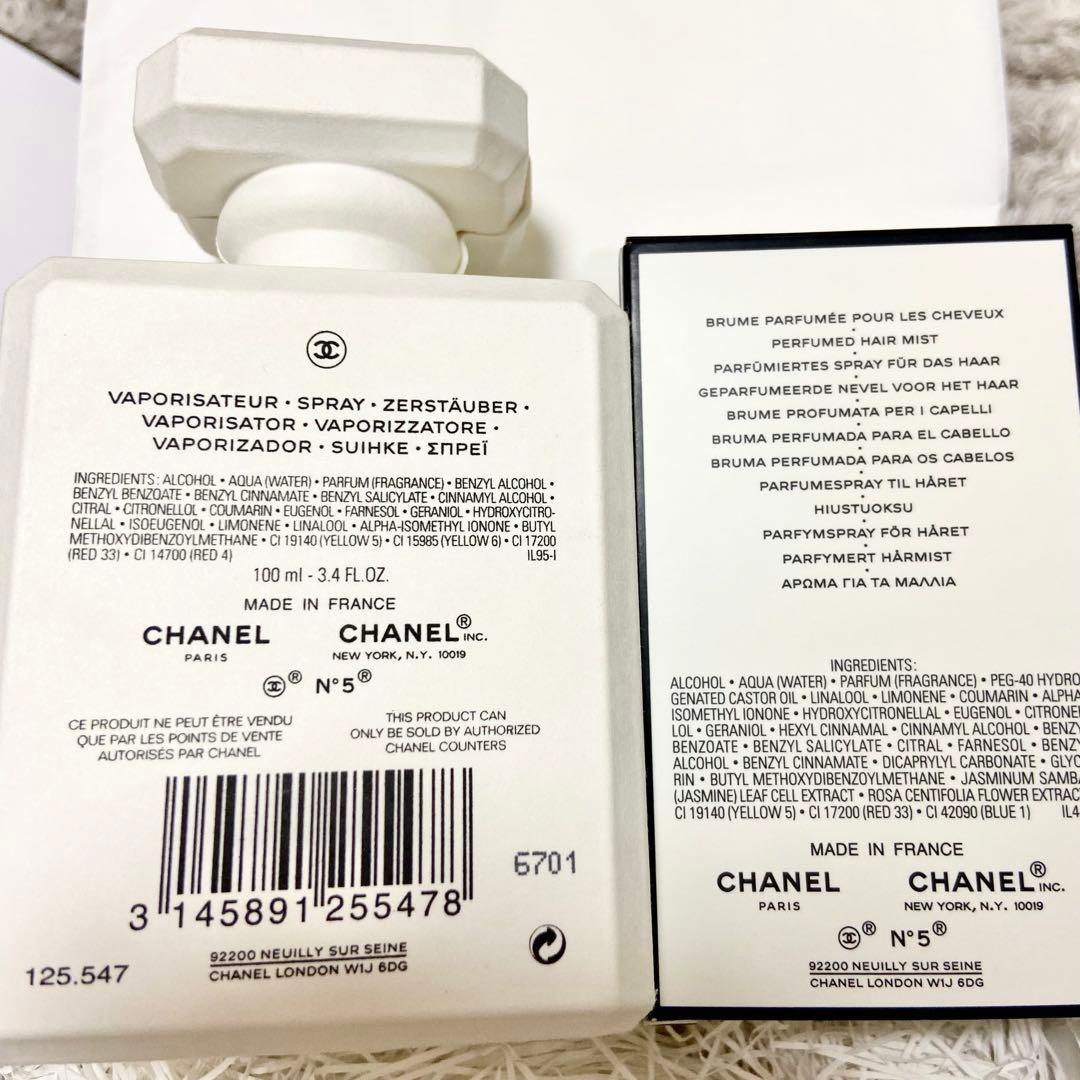 VAPORISATEUR • SPRAY • ZERSTÄUBER •
VAPORISATOR • VAPORIZZATORE •
VAPORIZADOR • SUIHKE • ΣΠΡΕΪ
INGREDIENTS: ALCOHOL • AQUA (WATER) • PARFUM (FRAGRANCE) • BENZYL ALCOHOL •
BENZYL BENZOATE • BENZYL CINNAMATE • BENZYL SALICYLATE • CINNAMYL ALCOHOL •
CITRAL • CITRONELLOL • COUMARIN • EUGENOL • FARNESOL • GERANIOL • HYDROXYCITRO-
NELLAL • ISOEUGENOL • LIMONENE • LINALOOL • ALPHA-ISOMETHYL IONONE • BUTYL
METHOXYDIBENZOYLMETHANE • CI 19140 (YELLOW 5) • CI 15985 (YELLOW 6) • CI 17200
(RED 33) • CI 14700 (RED 4) IL95-I
100 ml - 3.4 FL.OZ.
MADE IN FRANCE
CHANEL CHANEL® INC.
PARIS NEW YORK, N.Y. 10019
® N°5®
CE PRODUIT NE PEUT ÊTRE VENDU
QUE PAR LES POINTS DE VENTE
AUTORISÉS PAR CHANEL
THIS PRODUCT CAN
ONLY BE SOLD BY AUTHORIZED
CHANEL COUNTERS
6701
3 145891 255478
92200 NEUILLY SUR SEINE
CHANEL LONDON W1J 6DG
125.547
BRUME PARFUMÉE POUR LES CHEVEUX
PERFUMED HAIR MIST
PARFÜMIERTES SPRAY FÜR DAS HAAR
GEPARFUMEERDE NEVEL VOOR HET HAAR
BRUME PROFUMATA PER I CAPELLI
BRUMA PERFUMADA PARA EL CABELLO
BRUMA PERFUMADA PARA OS CABELOS
PARFUMESPRAY TIL HÅRET
HIUSTUOKSU
PARFYMSPRAY FÖR HÅRET
PARFYMERT HÅRMIST
ΑΡΩΜΑ ΓΙΑ ΤΑ ΜΑΛΛΙΑ
INGREDIENTS:
ALCOHOL • AQUA (WATER) • PARFUM (FRAGRANCE) • PEG-40 HYDRO
GENATED CASTOR OIL • LINALOOL • LIMONENE • COUMARIN • ALPHA
ISOMETHYL IONONE • HYDROXYCITRONELLAL • EUGENOL • CITRONEL
LOL • GERANIOL • HEXYL CINNAMAL • CINNAMYL ALCOHOL • BENZY
BENZOATE • BENZYL SALICYLATE • CITRAL • FARNESOL • BENZY
ALCOHOL • BENZYL CINNAMATE • DICAPRYLYL CARBONATE • GLYC
RIN • BUTYL METHOXYDIBENZOYLMETHANE • JASMINUM SAMBA
(JASMINE) LEAF CELL EXTRACT • ROSA CENTIFOLIA FLOWER EXTRAC
CI 19140 (YELLOW 5) • CI 17200 (RED 33) • CI 42090 (BLUE 1) IL4
MADE IN FRANCE
CHANEL CHANEL® INC.
PARIS NEW YORK, N.Y. 10019
® N°5®
92200 NEUILLY SUR SEINE
CHANEL LONDON W1J 6DG